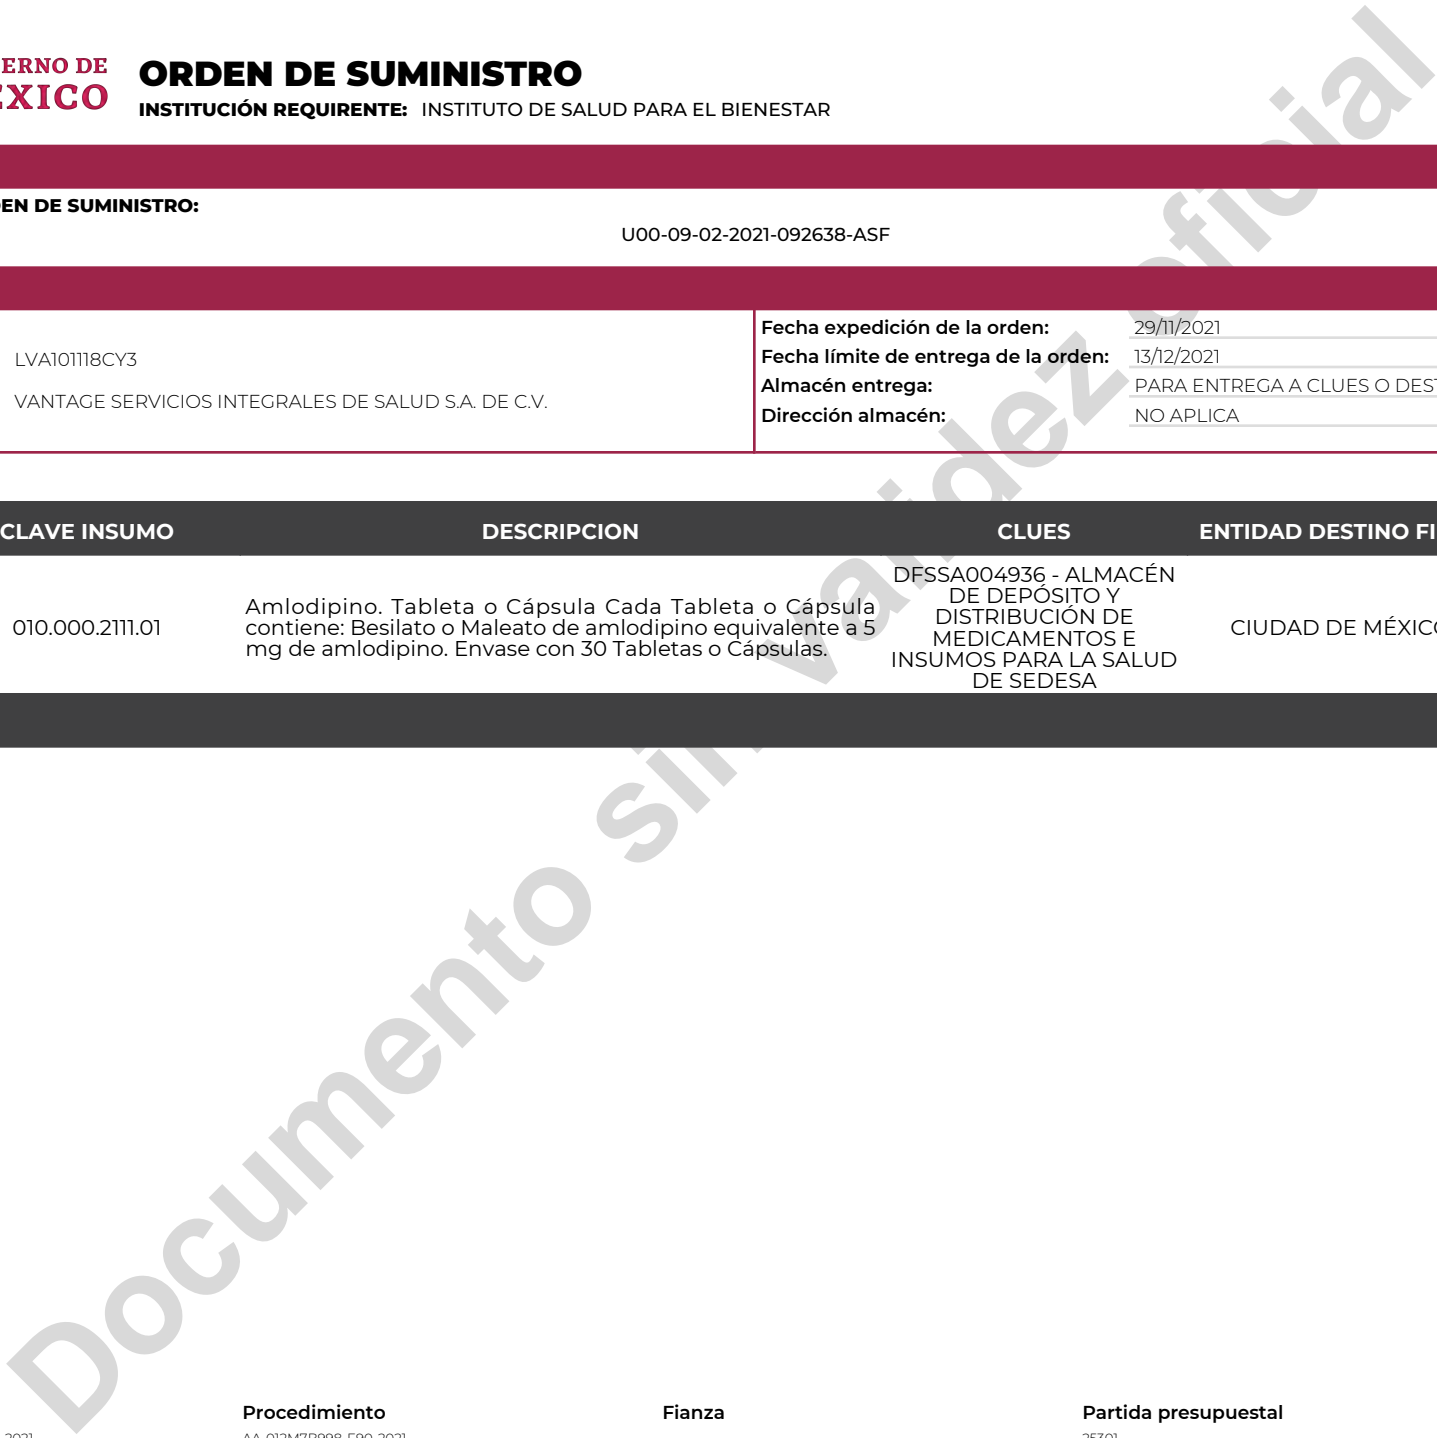 ERNO DE
ÉXICO
ORDEN DE SUMINISTRO
INSTITUCIÓN REQUIRENTE: INSTITUTO DE SALUD PARA EL BIENESTAR
EN DE SUMINISTRO:
U00-09-02-2021-092638-ASF
LVA101118CY3
VANTAGE SERVICIOS INTEGRALES DE SALUD S.A. DE C.V.
Fecha expedición de la orden: 29/11/2021
Fecha límite de entrega de la orden: 13/12/2021
Almacén entrega: PARA ENTREGA A CLUES O DEST
Dirección almacén: NO APLICA
CLAVE INSUMO DESCRIPCION CLUES ENTIDAD DESTINO FI
010.000.2111.01
Amlodipino. Tableta o Cápsula Cada Tableta o Cápsula
contiene: Besilato o Maleato de amlodipino equivalente a 5
mg de amlodipino. Envase con 30 Tabletas o Cápsulas.
DFSSA004936 - ALMACÉN
DE DEPÓSITO Y
DISTRIBUCIÓN DE
MEDICAMENTOS E
INSUMOS PARA LA SALUD
DE SEDESA
CIUDAD DE MÉXICO
Documento sin validez oficial
Procedimiento Fianza Partida presupuestal